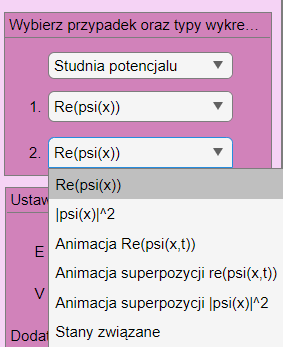 Wybierz przypadek oraz typy wykre...
Studnia potencjalu
1. Re(psi(x))
2. Re(psi(x))
Re(psi(x))
|psi(x)|^2
Animacja Re(psi(x,t))
Animacja superpozycji re(psi(x,t))
Animacja superpozycji |psi(x)|^2
Stany związane
Ustaw
E
V
Dodat